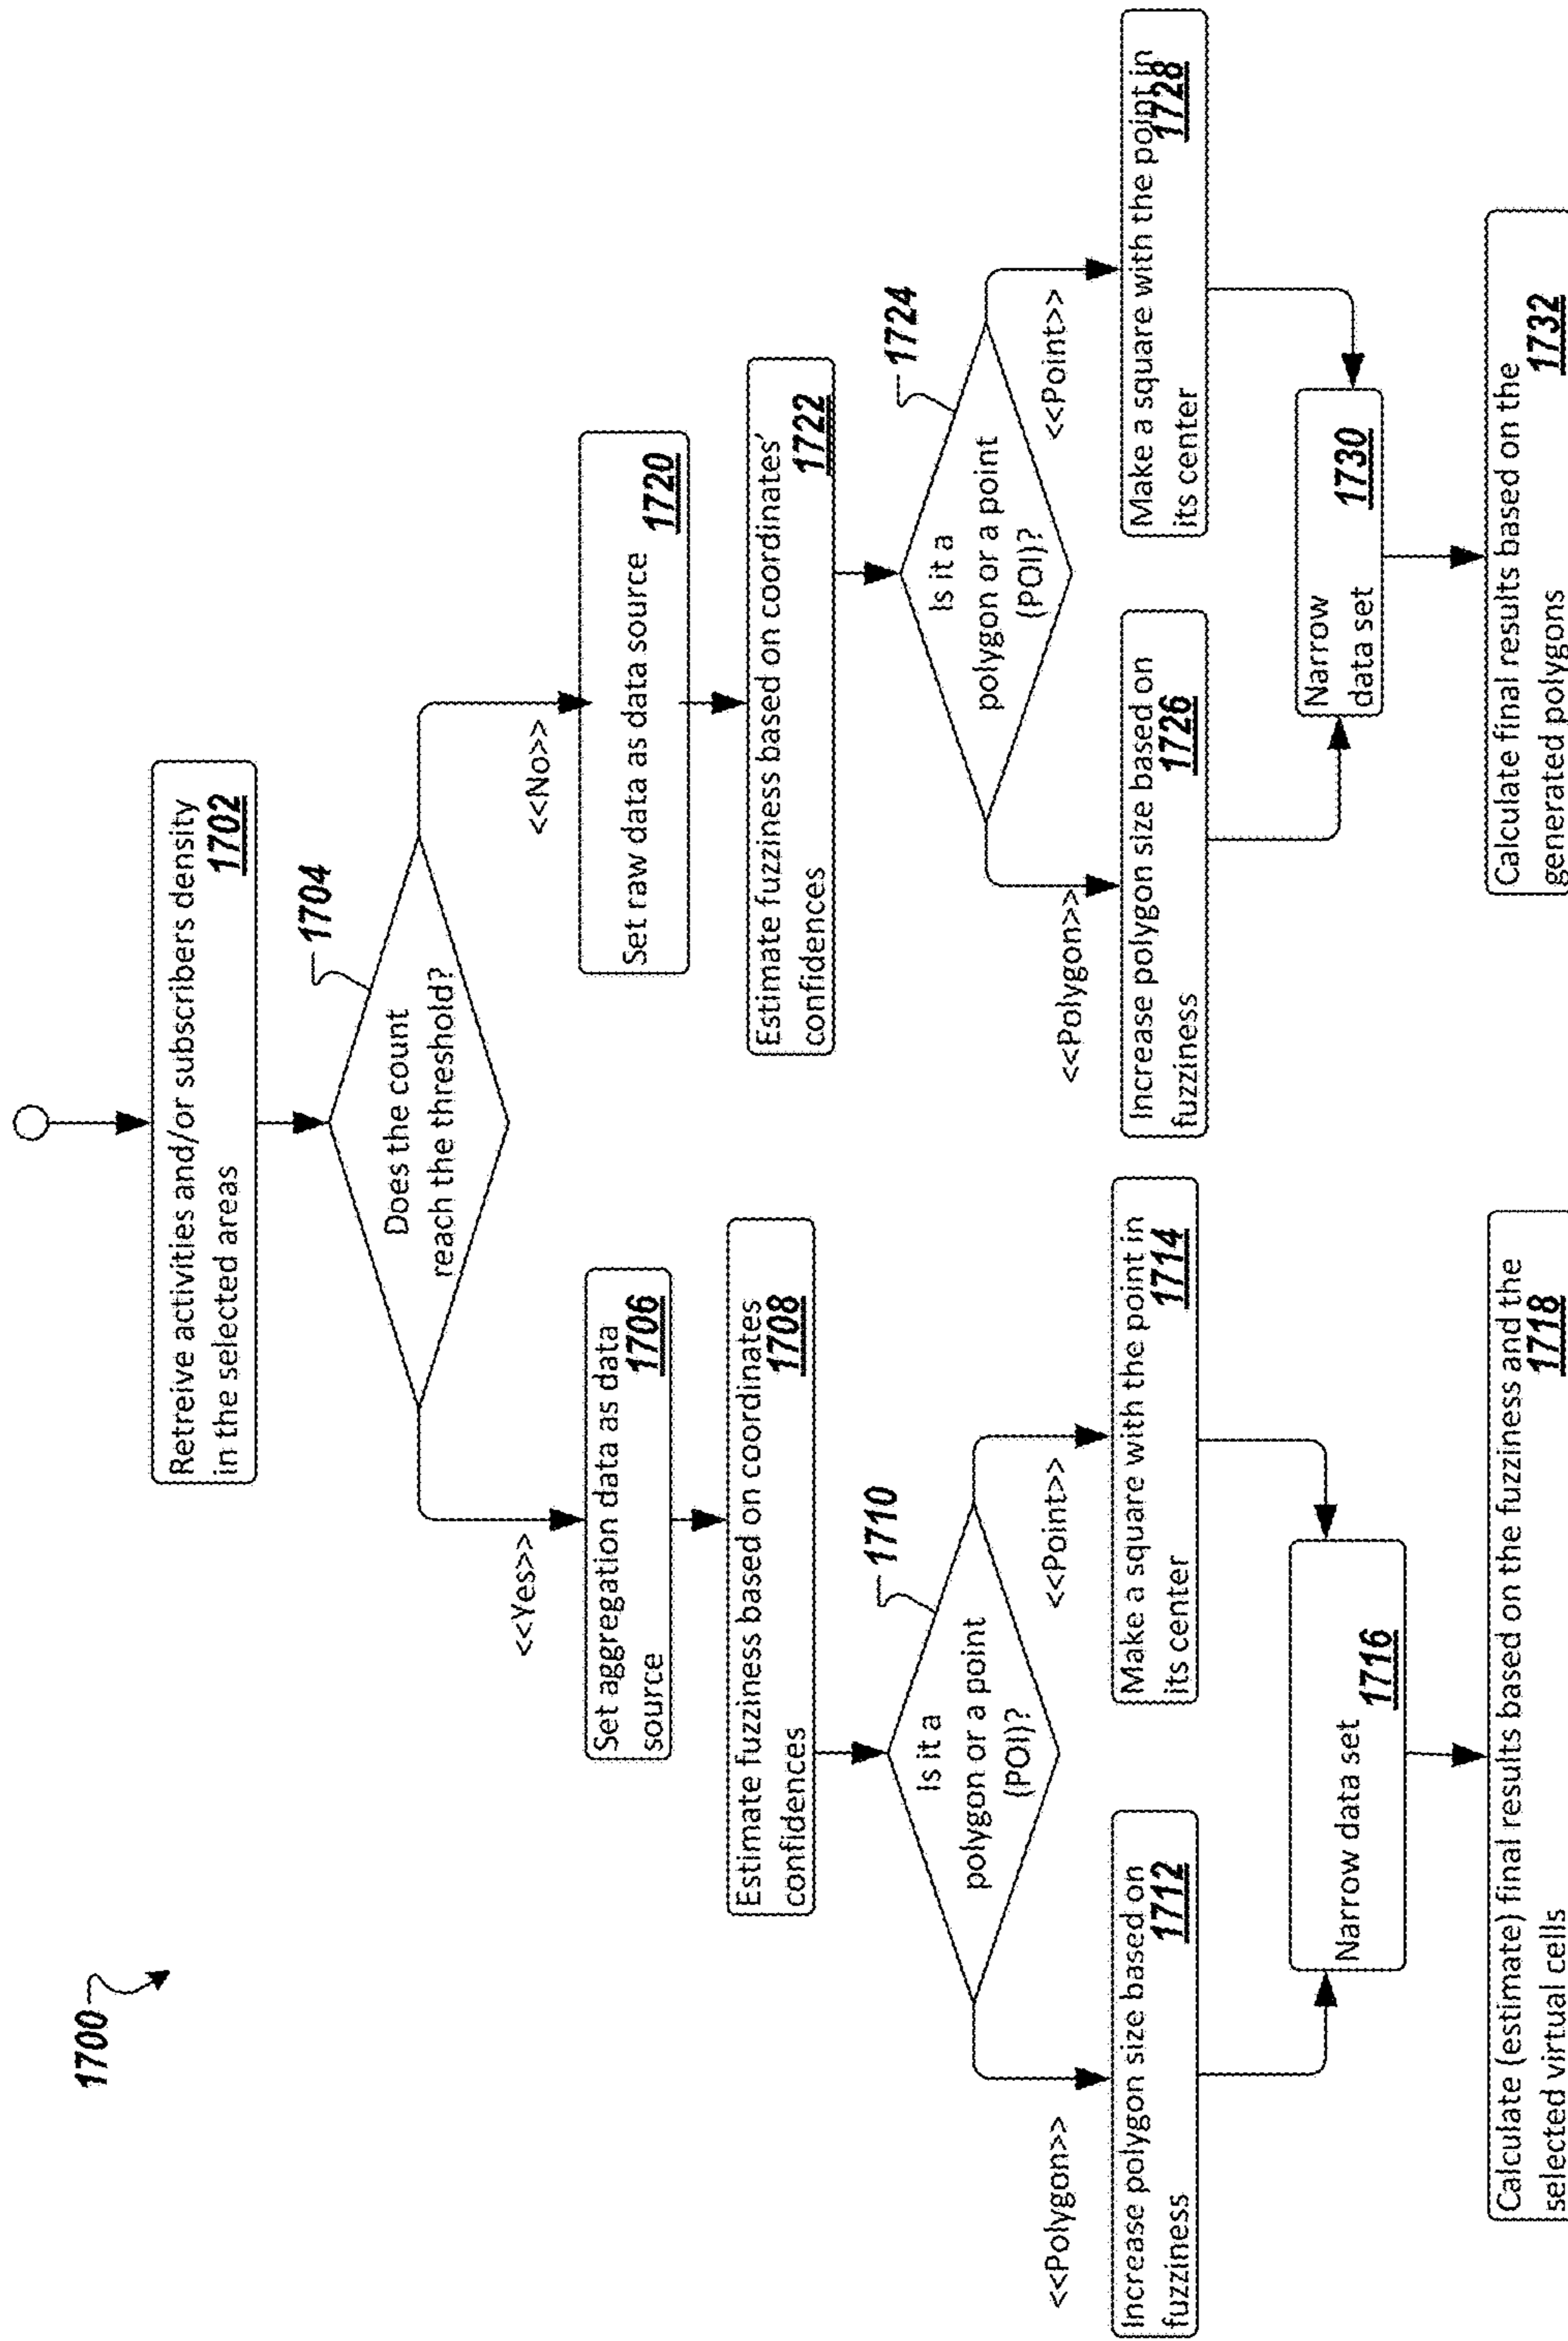 1700
Retreive activities and/or subscribers density
in the selected areas
1702
Does the count
reach the threshold?
1704
<<Yes>>
<<No>>
Set aggregation data as data
source
1706
Set raw data as data source
1720
Estimate fuzziness based on coordinates
confidences
1708
Estimate fuzziness based on coordinates'
confidences
1722
Is it a
polygon or a point
(POI)?
1710
Is it a
polygon or a point
(POI)?
1724
<<Polygon>>
<<Point>>
<<Polygon>>
<<Point>>
Increase polygon size based on
fuzziness
1712
Make a square with the point in
its center
1714
Increase polygon size based on
fuzziness
1726
Make a square with the point in
its center
1728
Narrow data set
1716
Narrow
data set
1730
Calculate (estimate) final results based on the fuzziness and the
selected virtual cells
1718
Calculate final results based on the
generated polygons
1732